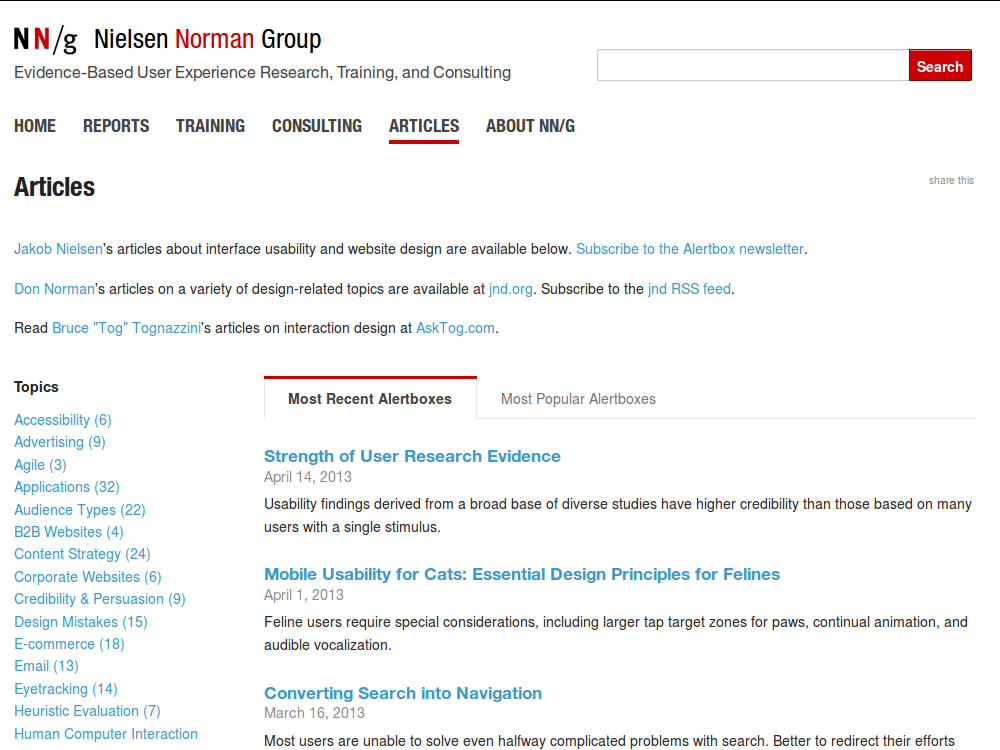 NN/g Nielsen Norman Group
Evidence-Based User Experience Research, Training, and Consulting
Search
HOME REPORTS TRAINING CONSULTING ARTICLES ABOUT NN/G
Articles
share this
Jakob Nielsen's articles about interface usability and website design are available below. Subscribe to the Alertbox newsletter.
Don Norman's articles on a variety of design-related topics are available at jnd.org. Subscribe to the jnd RSS feed.
Read Bruce "Tog" Tognazzini's articles on interaction design at AskTog.com.
Topics
Accessibility (6)
Advertising (9)
Agile (3)
Applications (32)
Audience Types (22)
B2B Websites (4)
Content Strategy (24)
Corporate Websites (6)
Credibility & Persuasion (9)
Design Mistakes (15)
E-commerce (18)
Email (13)
Eyetracking (14)
Heuristic Evaluation (7)
Human Computer Interaction
Most Recent Alertboxes Most Popular Alertboxes
Strength of User Research Evidence
April 14, 2013
Usability findings derived from a broad base of diverse studies have higher credibility than those based on many
users with a single stimulus.
Mobile Usability for Cats: Essential Design Principles for Felines
April 1, 2013
Feline users require special considerations, including larger tap target zones for paws, continual animation, and
audible vocalization.
Converting Search into Navigation
March 16, 2013
Most users are unable to solve even halfway complicated problems with search. Better to redirect their efforts